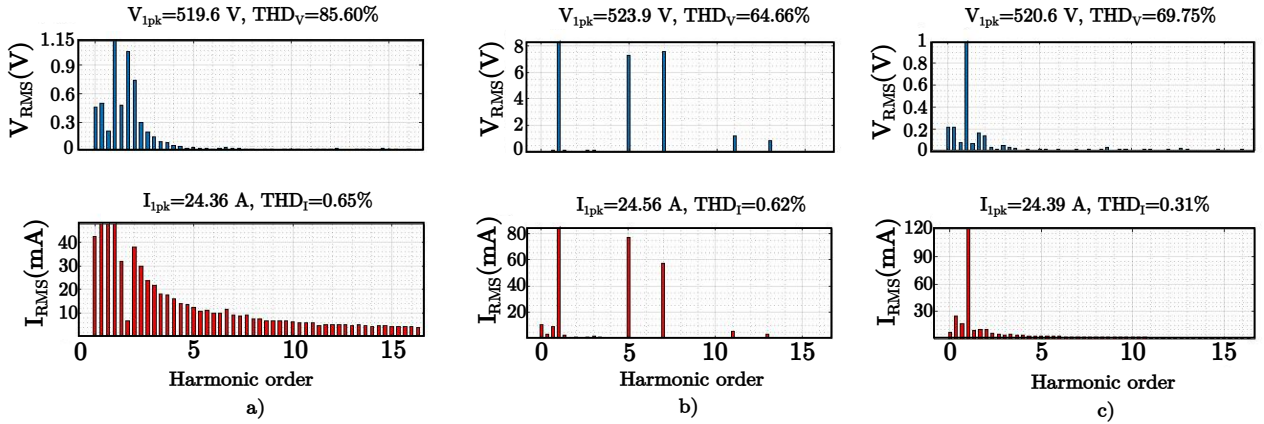 V1pk=519.6 V, THDV=85.60%
1.15
0.9
0.6
0.3
0
VRMS(V)
I1pk=24.36 A, THDI=0.65%
40
30
20
10
IRMS(mA)
0 5 10 15
Harmonic order
a)
V1pk=523.9 V, THDV=64.66%
8
6
4
2
0
VRMS(V)
I1pk=24.56 A, THDI=0.62%
80
60
40
20
IRMS(mA)
0 5 10 15
Harmonic order
b)
V1pk=520.6 V, THDV=69.75%
1
0.8
0.6
0.4
0.2
0
VRMS(V)
I1pk=24.39 A, THDI=0.31%
120
90
60
30
IRMS(mA)
0 5 10 15
Harmonic order
c)